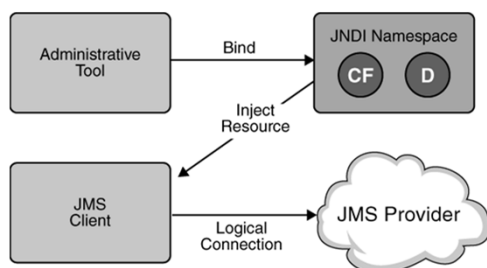 Administrative
Tool
Bind
JNDI Namespace
CF
D
Inject
Resource
JMS
Client
Logical
Connection
JMS Provider